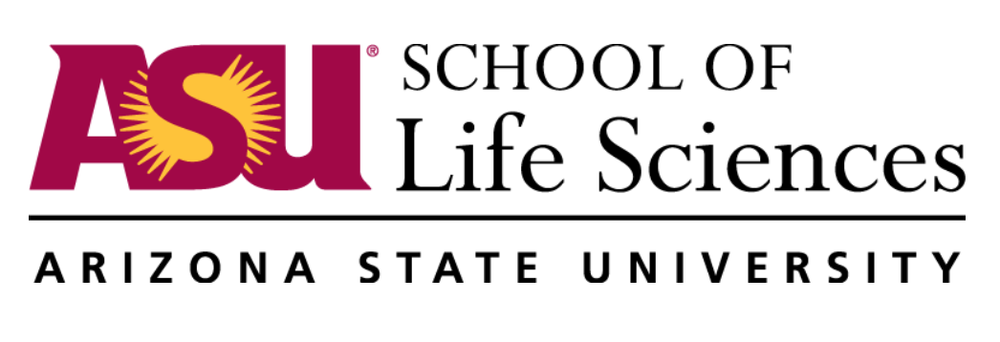 ASU® SCHOOL OF
Life Sciences
ARIZONA STATE UNIVERSITY